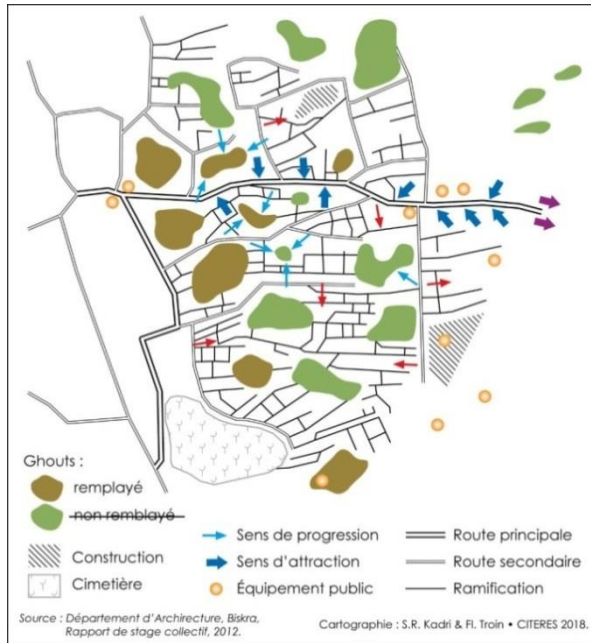 Ghouts :
remplayé
non remblayé
Construction
Cimetière
Sens de progression
Sens d'attraction
Équipement public
Route principale
Route secondaire
Ramification
Source : Département d'Archirecture, Biskra,
Rapport de stage collectif, 2012.
Cartographie : S.R. Kadri & Fl. Troin • CITERES 2018.